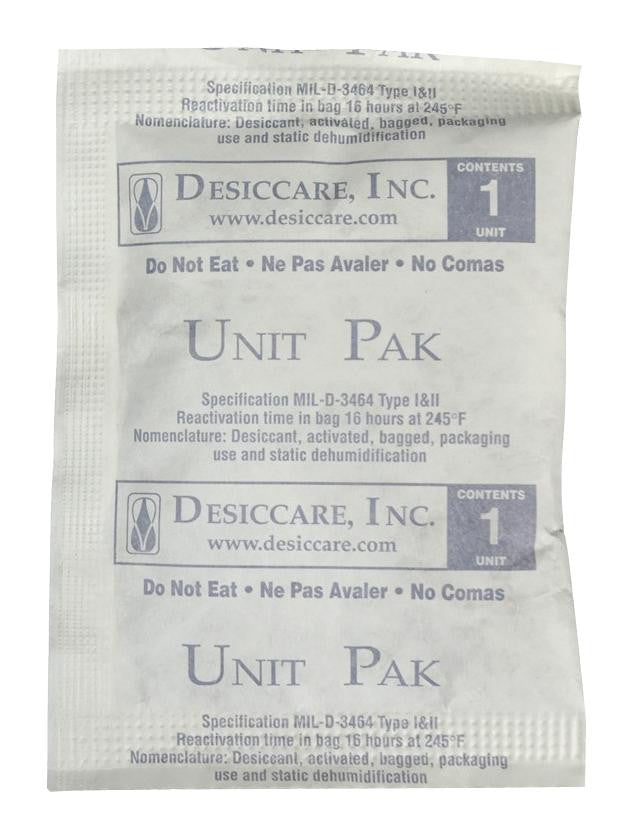 UNIT PAK
Specification MIL-D-3464 Type I&II
Reactivation time in bag 16 hours at 245°F
Nomenclature: Desiccant, activated, bagged, packaging
use and static dehumidification
DESICCARE, INC.
www.desiccare.com
CONTENTS
1
UNIT
Do Not Eat • Ne Pas Avaler • No Comas
UNIT PAK
Specification MIL-D-3464 Type I&II
Reactivation time in bag 16 hours at 245°F
Nomenclature: Desiccant, activated, bagged, packaging
use and static dehumidification
DESICCARE, INC.
www.desiccare.com
CONTENTS
1
UNIT
Do Not Eat • Ne Pas Avaler • No Comas
UNIT PAK
Specification MIL-D-3464 Type I&II
Reactivation time in bag 16 hours at 245°F
Nomenclature: Desiccant, activated, bagged, packaging
use and static dehumidification